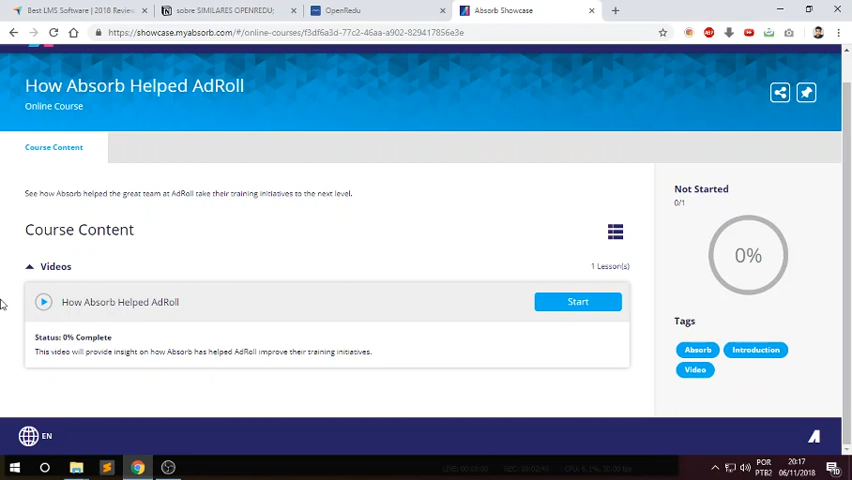 Best LMS Software | 2018 Review
sobre SIMILARES OPENREDU;
OpenRedu
Absorb Showcase
https://showcase.myabsorb.com/#/online-courses/f3df6a3d-77c2-46aa-a902-829417856e3e
How Absorb Helped AdRoll
Online Course
Course Content
See how Absorb helped the great team at AdRoll take their training initiatives to the next level.
Course Content
Videos
1 Lesson(s)
How Absorb Helped AdRoll
Start
Status: 0% Complete
This video will provide insight on how Absorb has helped AdRoll improve their training initiatives.
Not Started
0/1
0%
Tags
Absorb
Introduction
Video
EN
POR
PTB2
20:17
06/11/2018